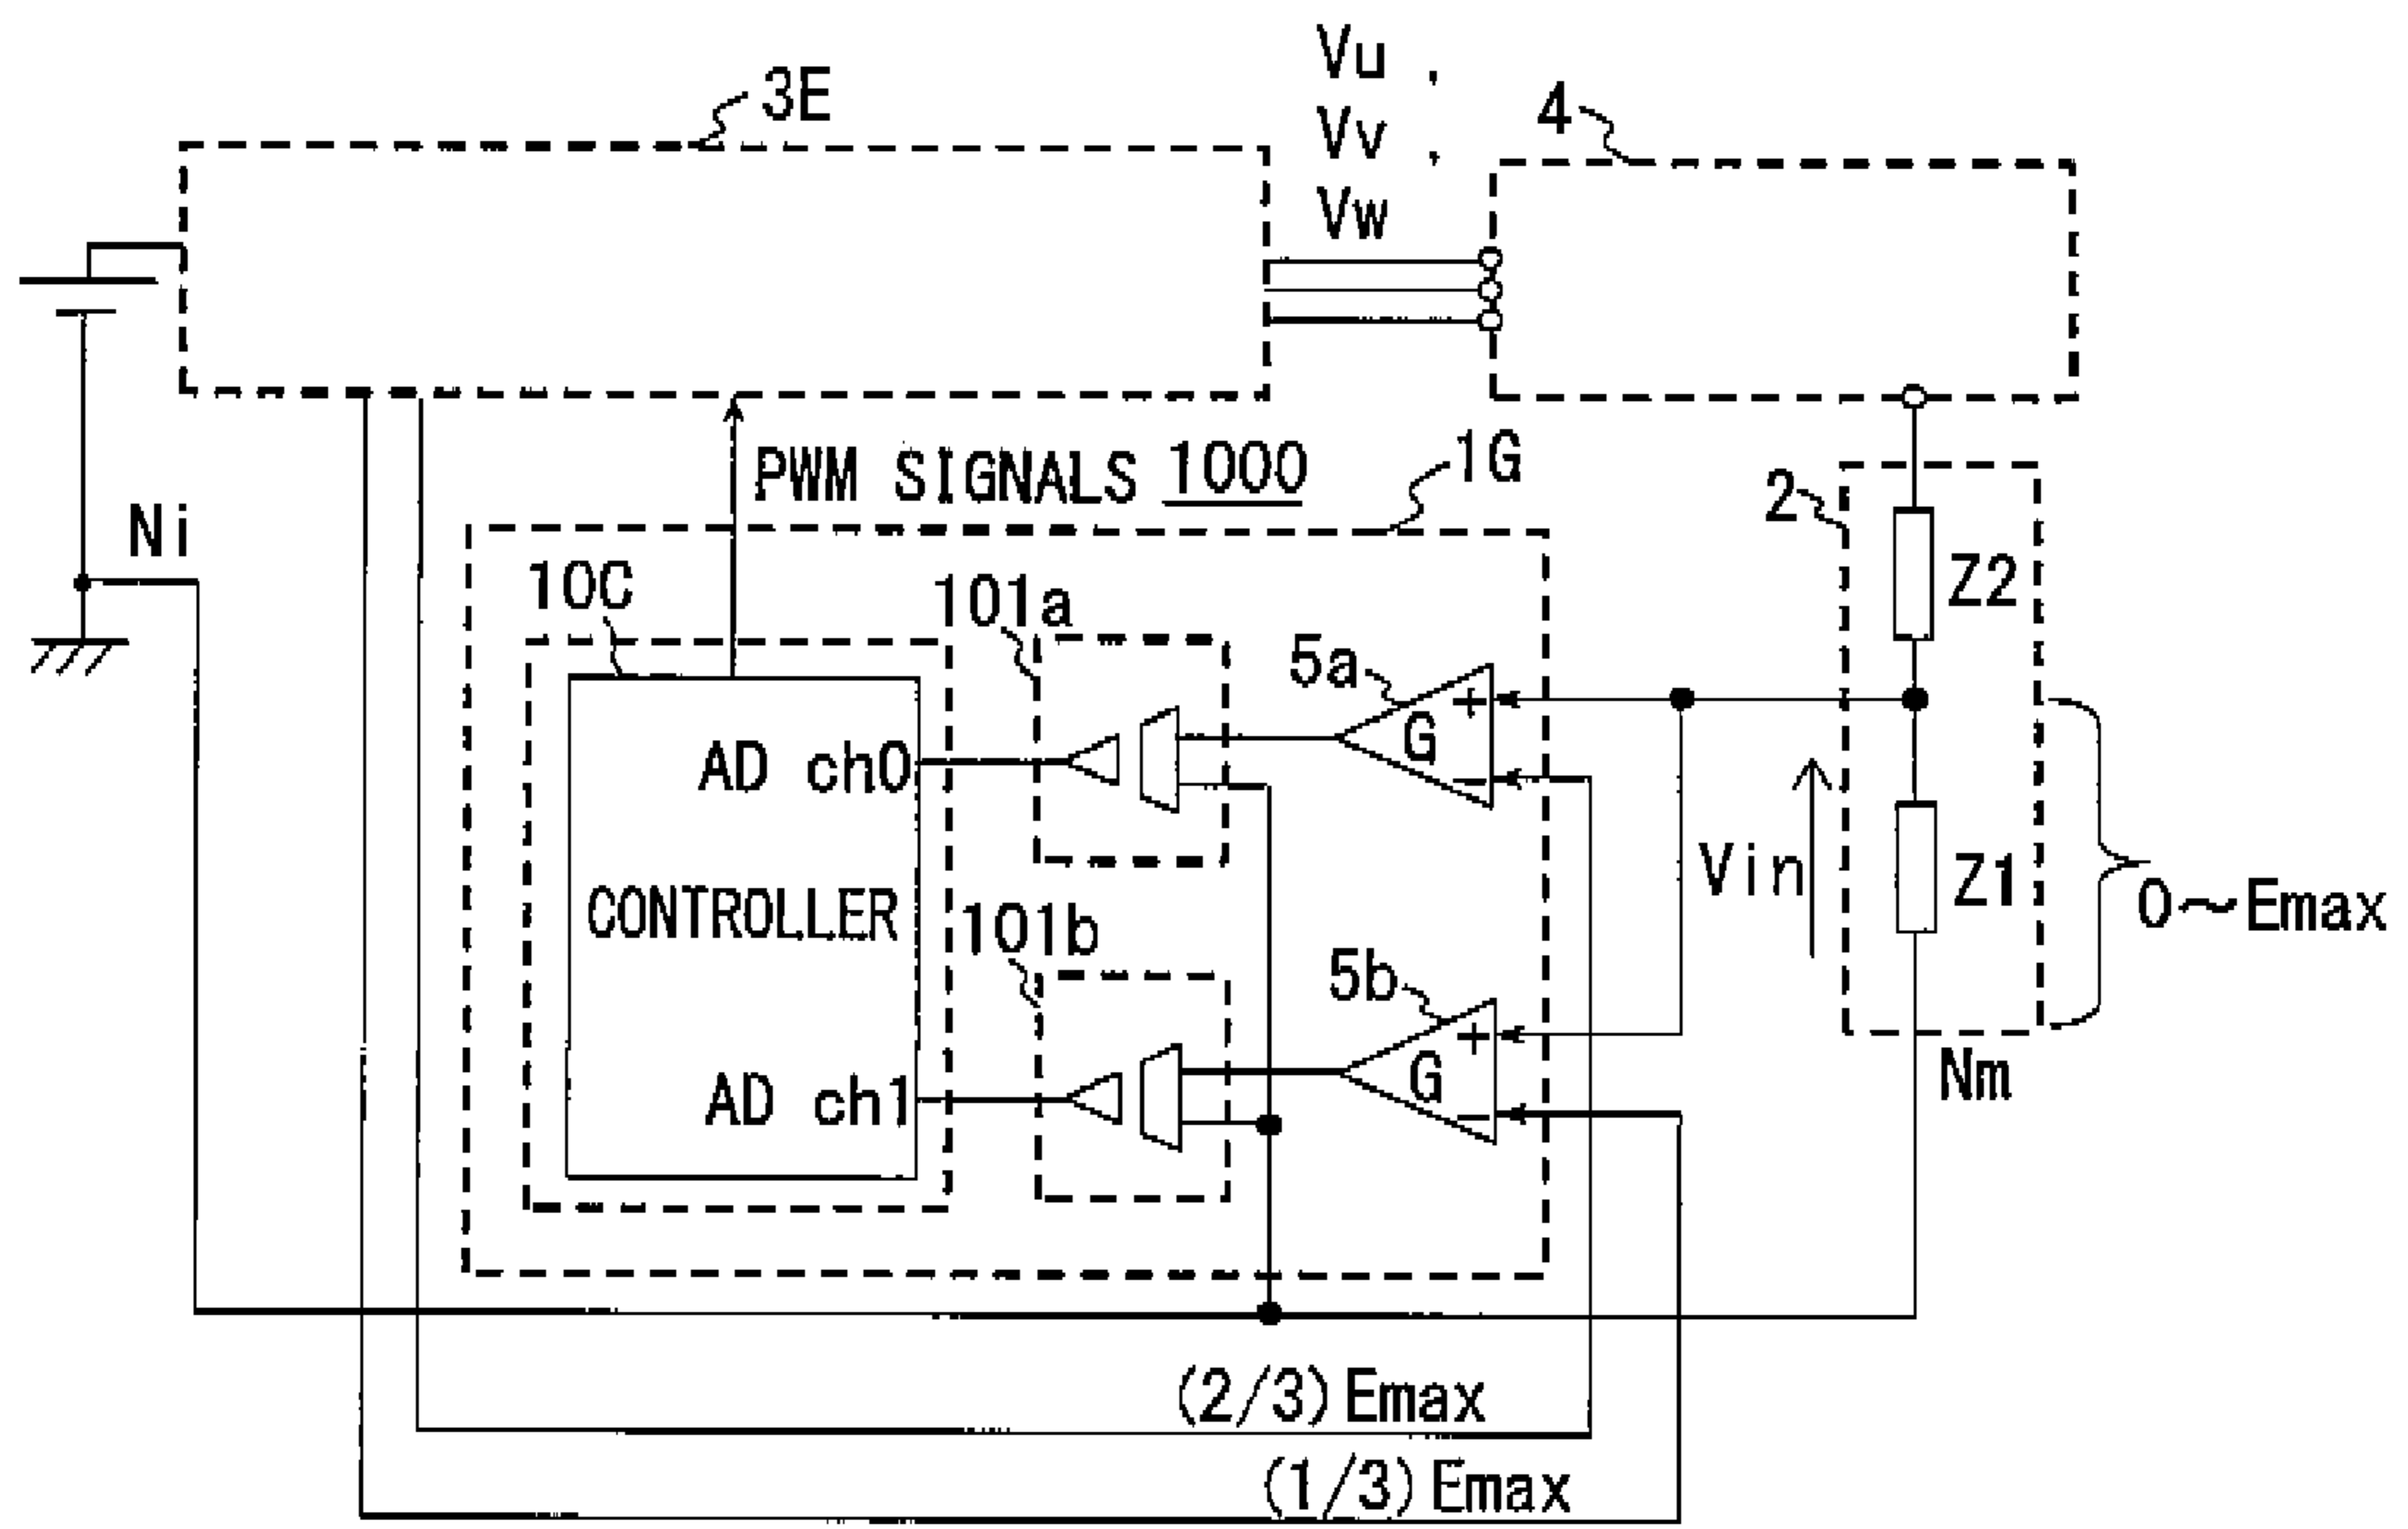 Vu ,
Vv ,
Vw
3E
4
PWM SIGNALS 1000
1G
2
Ni
10C
101a
5a
+
G
−
Z2
AD ch0
CONTROLLER
Vin
Z1
0~Emax
101b
5b
+
G
−
AD ch1
Nm
(2/3)Emax
(1/3)Emax